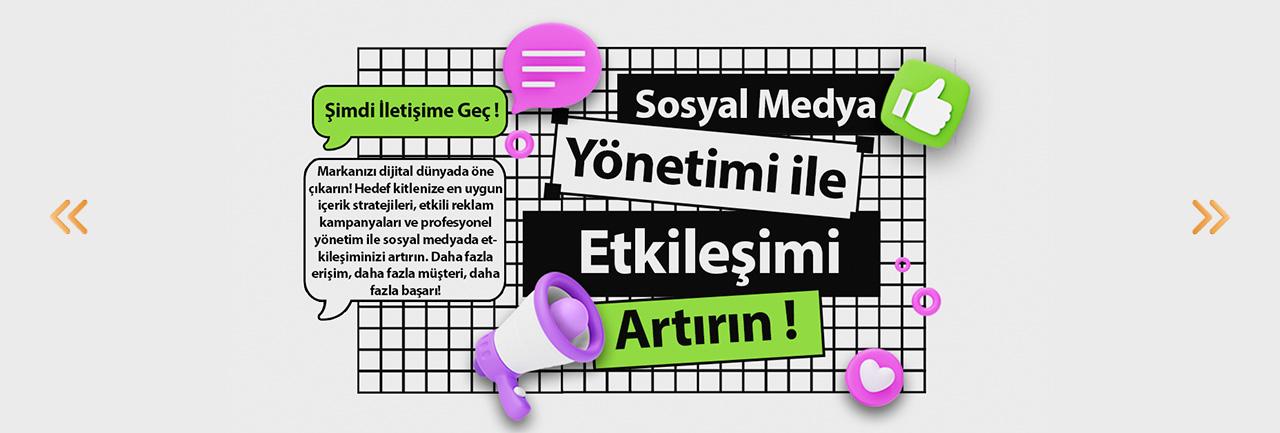 Şimdi İletişime Geç !
Markanızı dijital dünyada öne
çıkarın! Hedef kitlenize en uygun
içerik stratejileri, etkili reklam
kampanyaları ve profesyonel
yönetim ile sosyal medyada et-
kileşiminizi artırın. Daha fazla
erişim, daha fazla müşteri, daha
fazla başarı!
Sosyal Medya
Yönetimi ile
Etkileşimi
Artırın !